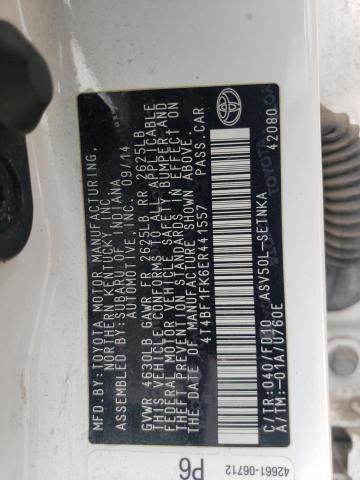 MFD.BY:TOYOTA MOTOR MANUFACTURING,
NORTHERN KENTUCKY INC
ASSEMBLED BY:SUBARU OF INDIANA
AUTOMOTIVE,INC. 09/14
GVWR 4630LB GAWR FR 2625LB RR 2625LB
THIS VEHICLE CONFORMS TO ALL APPLICABLE
FEDERAL MOTOR VEHICLE SAFETY, BUMPER, AND THEFT
PREVENTION STANDARDS IN EFFECT ON
THE DATE OF MANUFACTURE SHOWN ABOVE.
4T4BF1FK6ER441557 PASS.CAR
C/TR:040/FD10 ASV50L-SETNKA
A/TM:-01A/U760E
42080
TOYOTA
42661-06712
P6